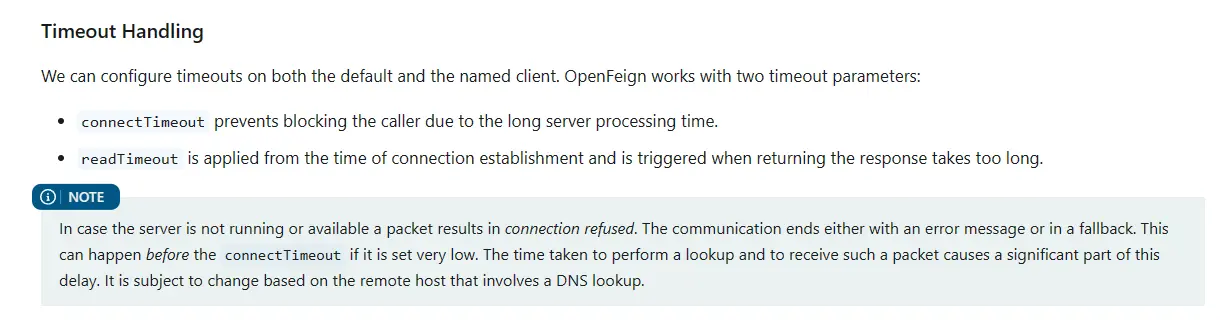 Timeout Handling
We can configure timeouts on both the default and the named client. OpenFeign works with two timeout parameters:
• connectTimeout prevents blocking the caller due to the long server processing time.
• readTimeout is applied from the time of connection establishment and is triggered when returning the response takes too long.
NOTE
In case the server is not running or available a packet results in connection refused. The communication ends either with an error message or in a fallback. This
can happen before the connectTimeout if it is set very low. The time taken to perform a lookup and to receive such a packet causes a significant part of this
delay. It is subject to change based on the remote host that involves a DNS lookup.